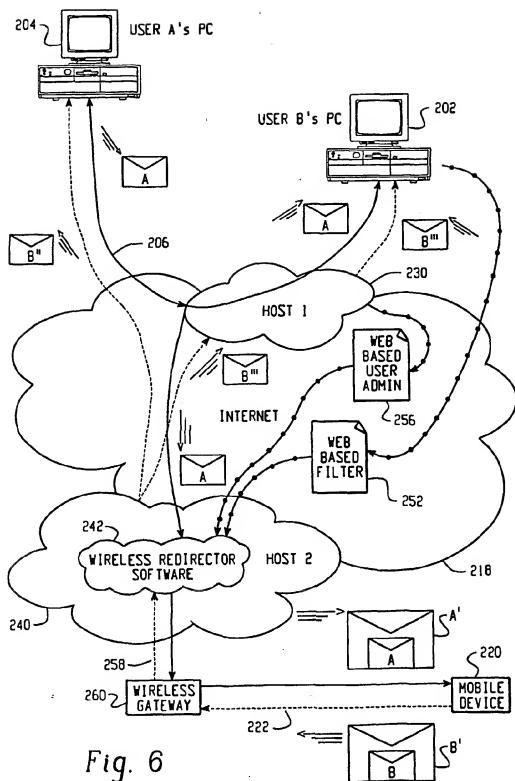 204
USER A's PC
USER B's PC
202
A
206
A
B"
B'''
230
HOST 1
B'''
WEB
BASED
USER
ADMIN
256
INTERNET
WEB
BASED
FILTER
252
A
242
WIRELESS REDIRECTOR
SOFTWARE
HOST 2
218
240
258
A'
A
220
260
WIRELESS
GATEWAY
MOBILE
DEVICE
222
B'
B
Fig. 6